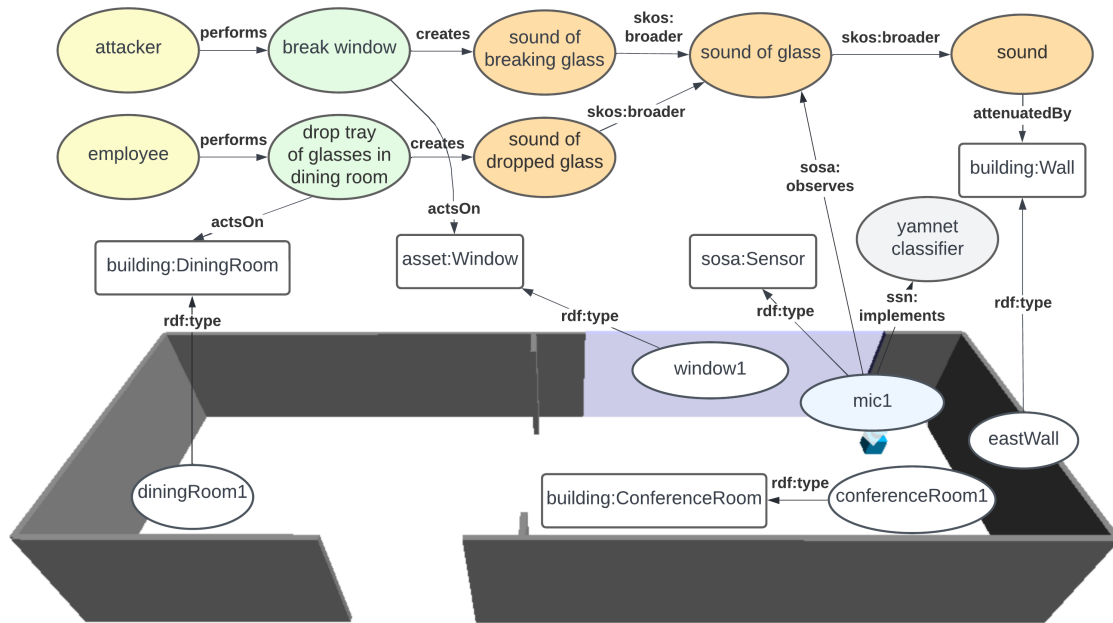 attacker
performs
break window
creates
sound of
breaking glass
skos:
broader
sound of glass
skos:broader
sound
employee
performs
drop tray
of glasses in
dining room
creates
sound of
dropped glass
skos:broader
attenuatedBy
building:Wall
sosa:
observes
actsOn
actsOn
building:DiningRoom
asset:Window
sosa:Sensor
yamnet
classifier
rdf:type
rdf:type
rdf:type
ssn:
implements
rdf:type
window1
mic1
eastWall
diningRoom1
building:ConferenceRoom
rdf:type
conferenceRoom1